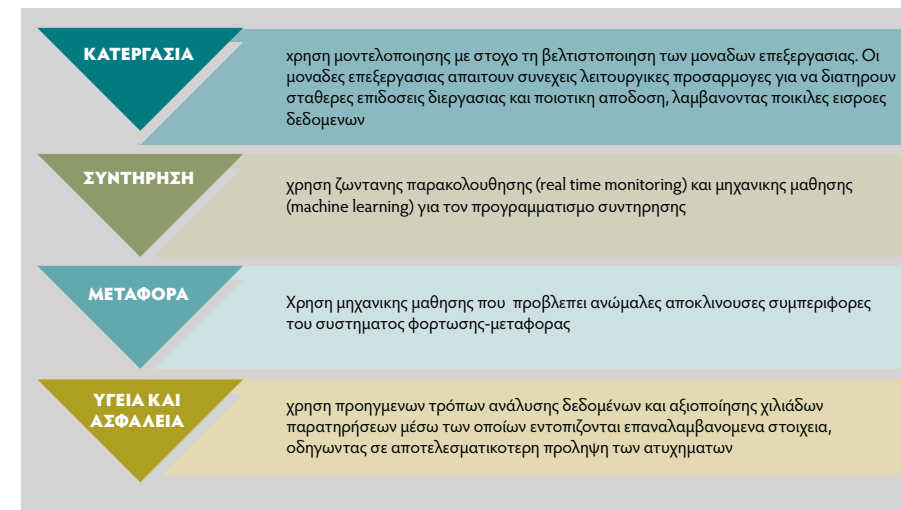 ΚΑΤΕΡΓΑΣΙΑ
χρηση μοντελοποιησης με στοχο τη βελτιστοποιηση των μοναδων επεξεργασιας. Οι
μοναδες επεξεργασιας απαιτουν συνεχεις λειτουργικες προσαρμογες για να διατηρουν
σταθερες επιδοσεις διεργασιας και ποιοτικη αποδοση, λαμβανοντας ποικιλες εισροες
δεδομενων
ΣΥΝΤΗΡΗΣΗ
χρηση ζωντανης παρακολουθησης (real time monitoring) και μηχανικης μαθησης
(machine learning) για τον προγραμματισμο συντηρησης
ΜΕΤΑΦΟΡΑ
Χρηση μηχανικης μαθησης που προβλεπει ανώμαλες αποκλινουσες συμπεριφορες
του συστηματος φορτωσης-μεταφορας
ΥΓΕΙΑ ΚΑΙ
ΑΣΦΑΛΕΙΑ
χρηση προηγμενων τρόπων ανάλυσης δεδομένων και αξιοποίησης χιλιάδων
παρατηρήσεων μέσω των οποίων εντοπιζονται επαναλαμβανομενα στοιχεια,
οδηγωντας σε αποτελεσματικοτερη προληψη των ατυχηματων